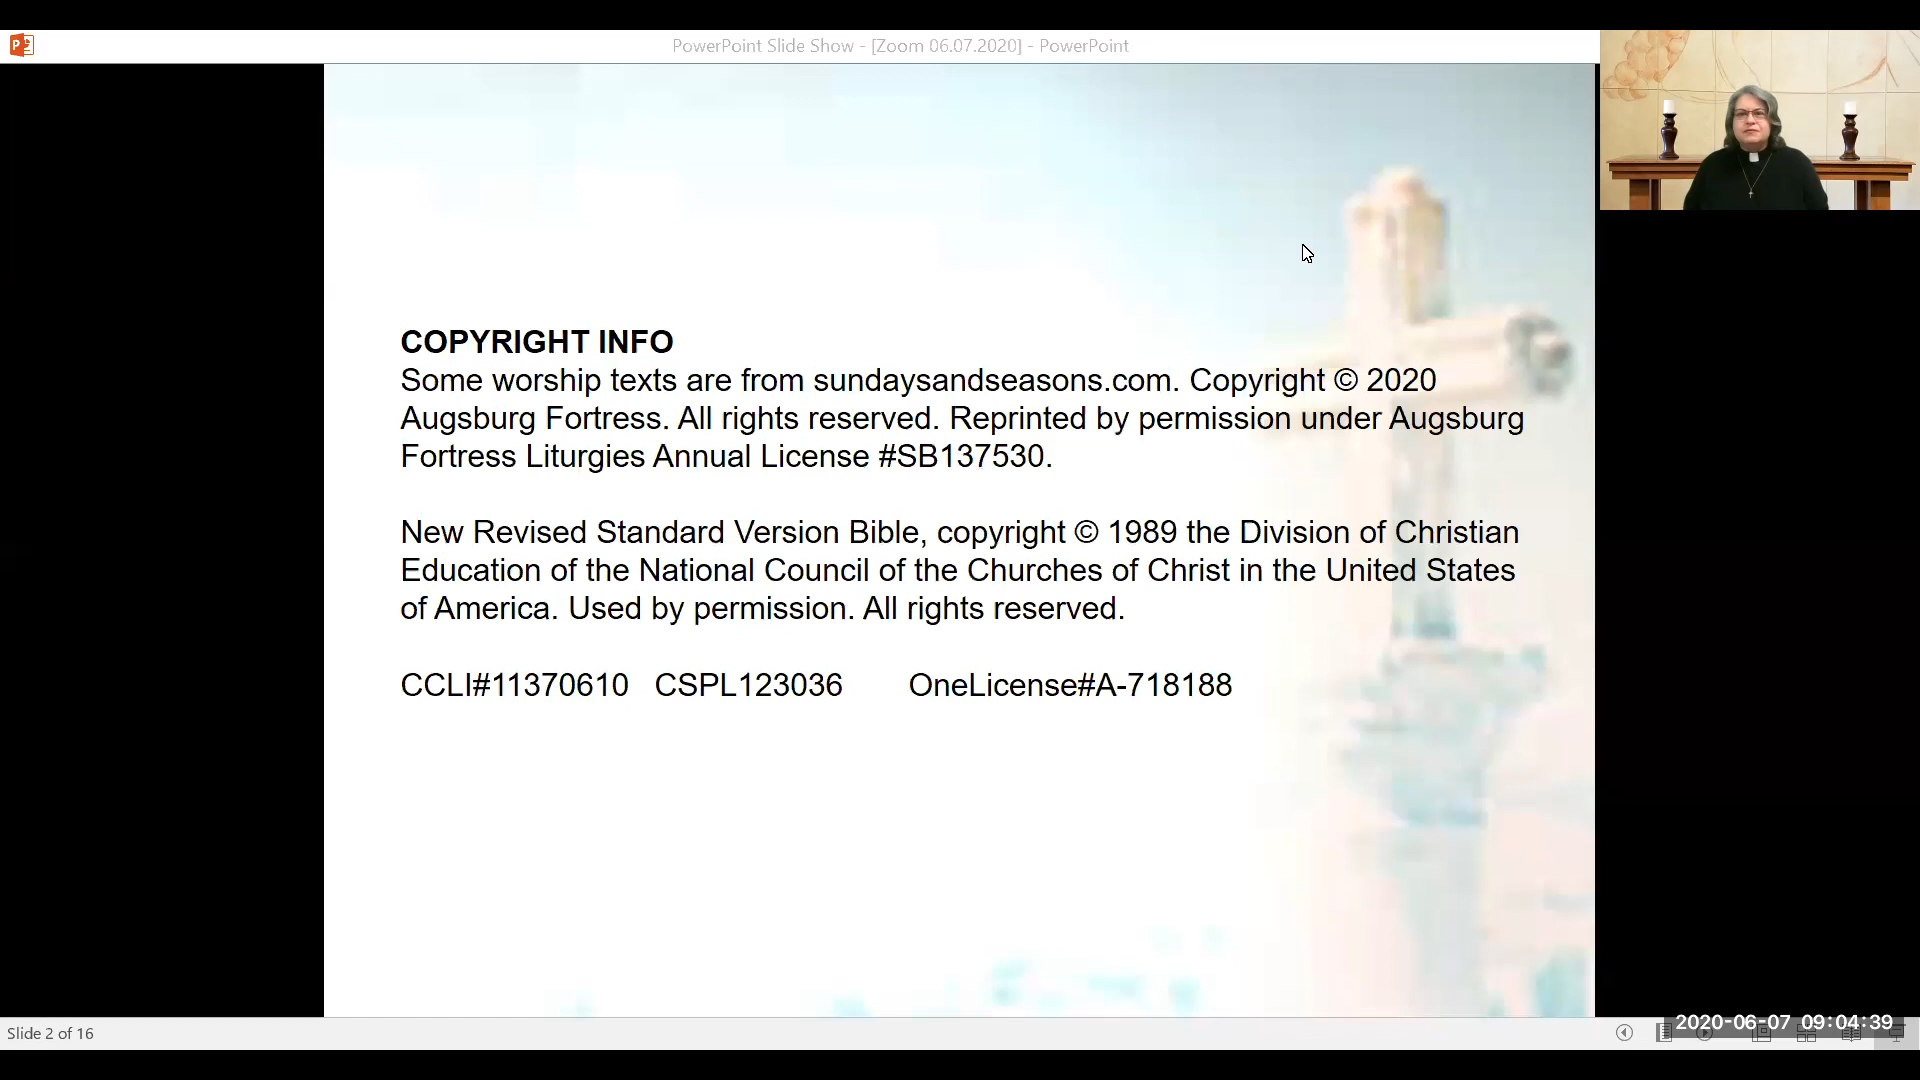 PowerPoint Slide Show - [Zoom 06.07.2020] - PowerPoint
COPYRIGHT INFO
Some worship texts are from sundaysandseasons.com. Copyright © 2020
Augsburg Fortress. All rights reserved. Reprinted by permission under Augsburg
Fortress Liturgies Annual License #SB137530.
New Revised Standard Version Bible, copyright © 1989 the Division of Christian
Education of the National Council of the Churches of Christ in the United States
of America. Used by permission. All rights reserved.
CCLI#11370610 CSPL123036 OneLicense#A-718188
Slide 2 of 16
2020-06-07 09:04:39